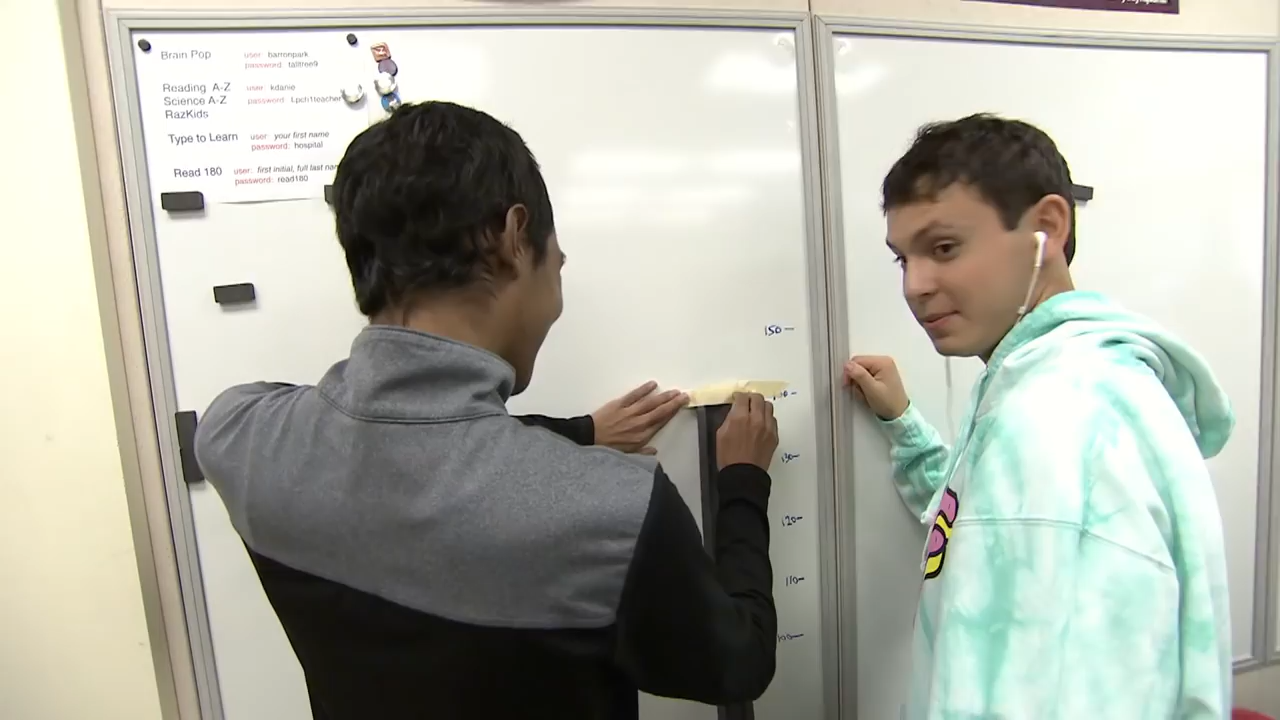 Brain Pop user: barronpark
password: talltree9
Reading A-Z user: kdanie
Science A-Z password: Lpch1teacher
RazKids
Type to Learn user: your first name
password: hospital
Read 180 user: first initial, full last
password: read180
150
130
120
110
100